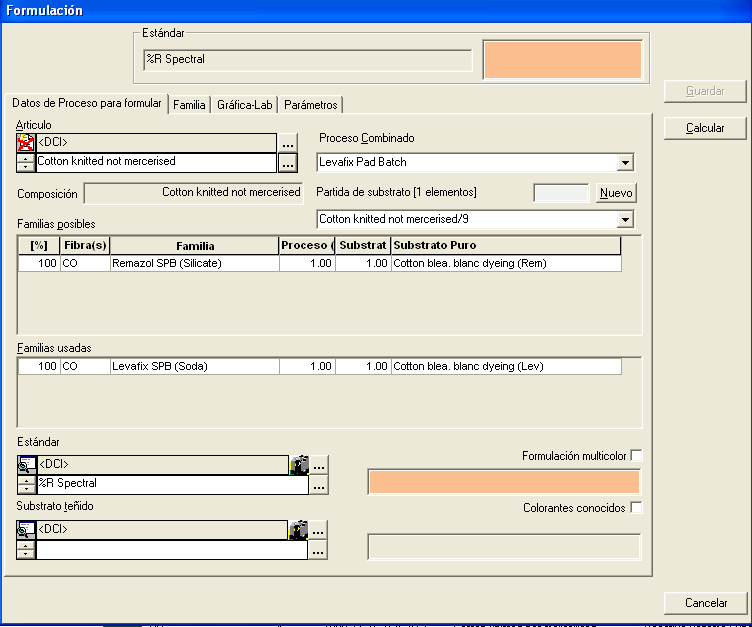 Formulación
Estándar
%R Spectral
Guardar
Calcular
Datos de Proceso para formular Familia Gráfica-Lab Parámetros
Articulo
<DCI> ...
Cotton knitted not mercerised ...
Proceso Combinado
Levafix Pad Batch
Composición Cotton knitted not mercerised
Partida de substrato [1 elementos] Nuevo
Cotton knitted not mercerised/9
Familias posibles
[%] Fibra(s) Familia Proceso ( Substrat Substrato Puro
100 CO Remazol SPB (Silicate) 1.00 1.00 Cotton blea. blanc dyeing (Rem)
Familias usadas
100 CO Levafix SPB (Soda) 1.00 1.00 Cotton blea. blanc dyeing (Lev)
Estándar
<DCI> ...
%R Spectral ...
Formulación multicolor
Substrato teñido
<DCI> ...
...
Colorantes conocidos
Cancelar